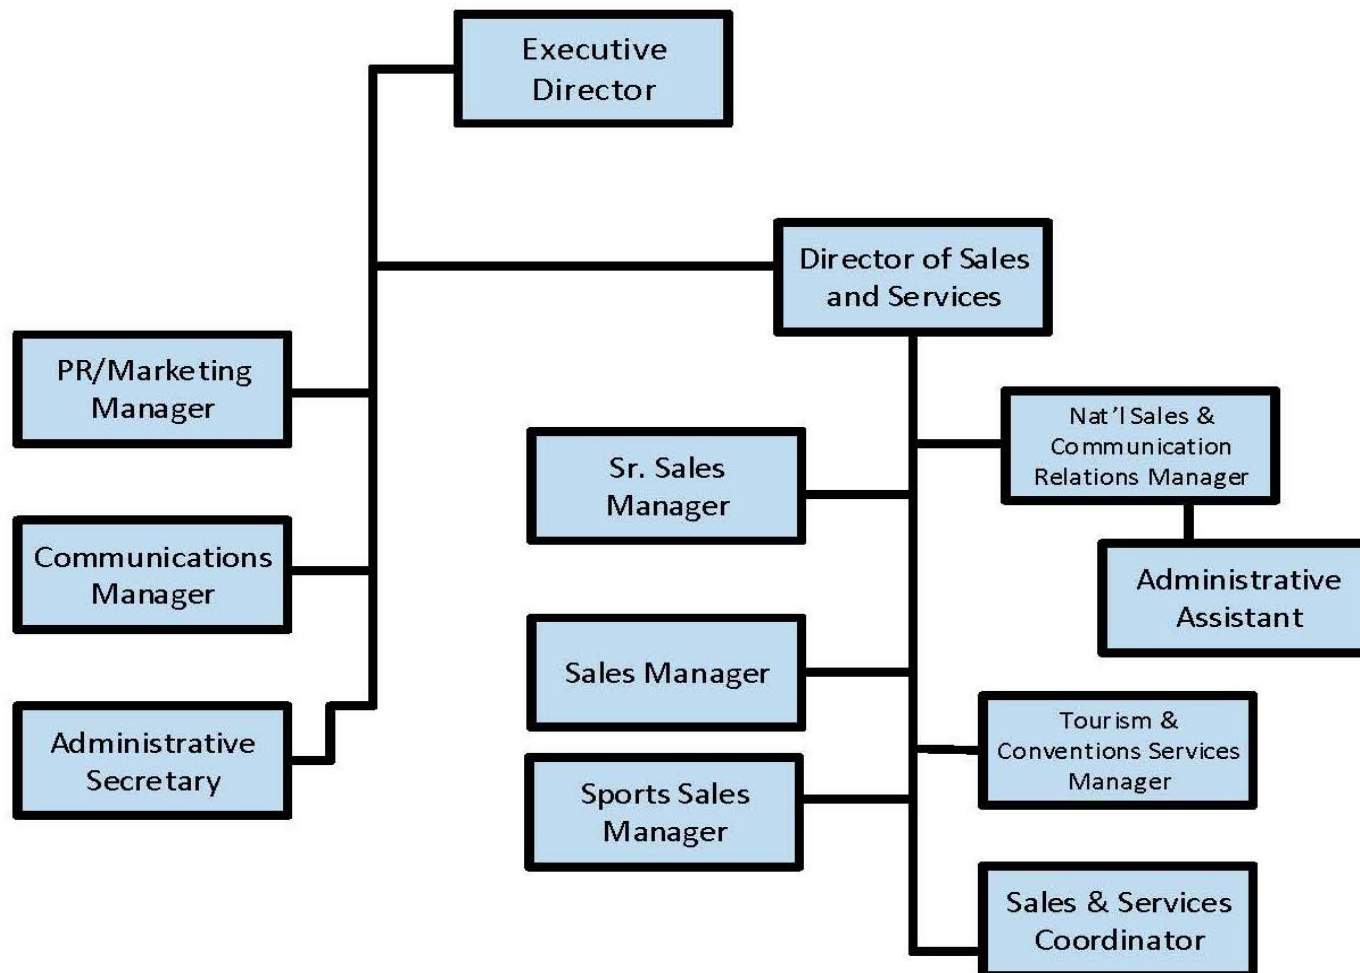 Executive
Director
Director of Sales
and Services
PR/Marketing
Manager
Nat’l Sales &
Communication
Relations Manager
Sr. Sales
Manager
Communications
Manager
Administrative
Assistant
Sales Manager
Administrative
Secretary
Tourism &
Conventions Services
Manager
Sports Sales
Manager
Sales & Services
Coordinator